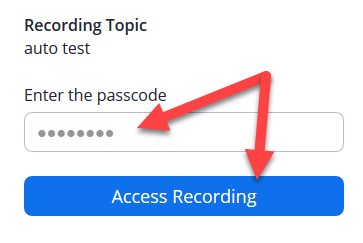 Recording Topic
auto test
Enter the passcode
Access Recording